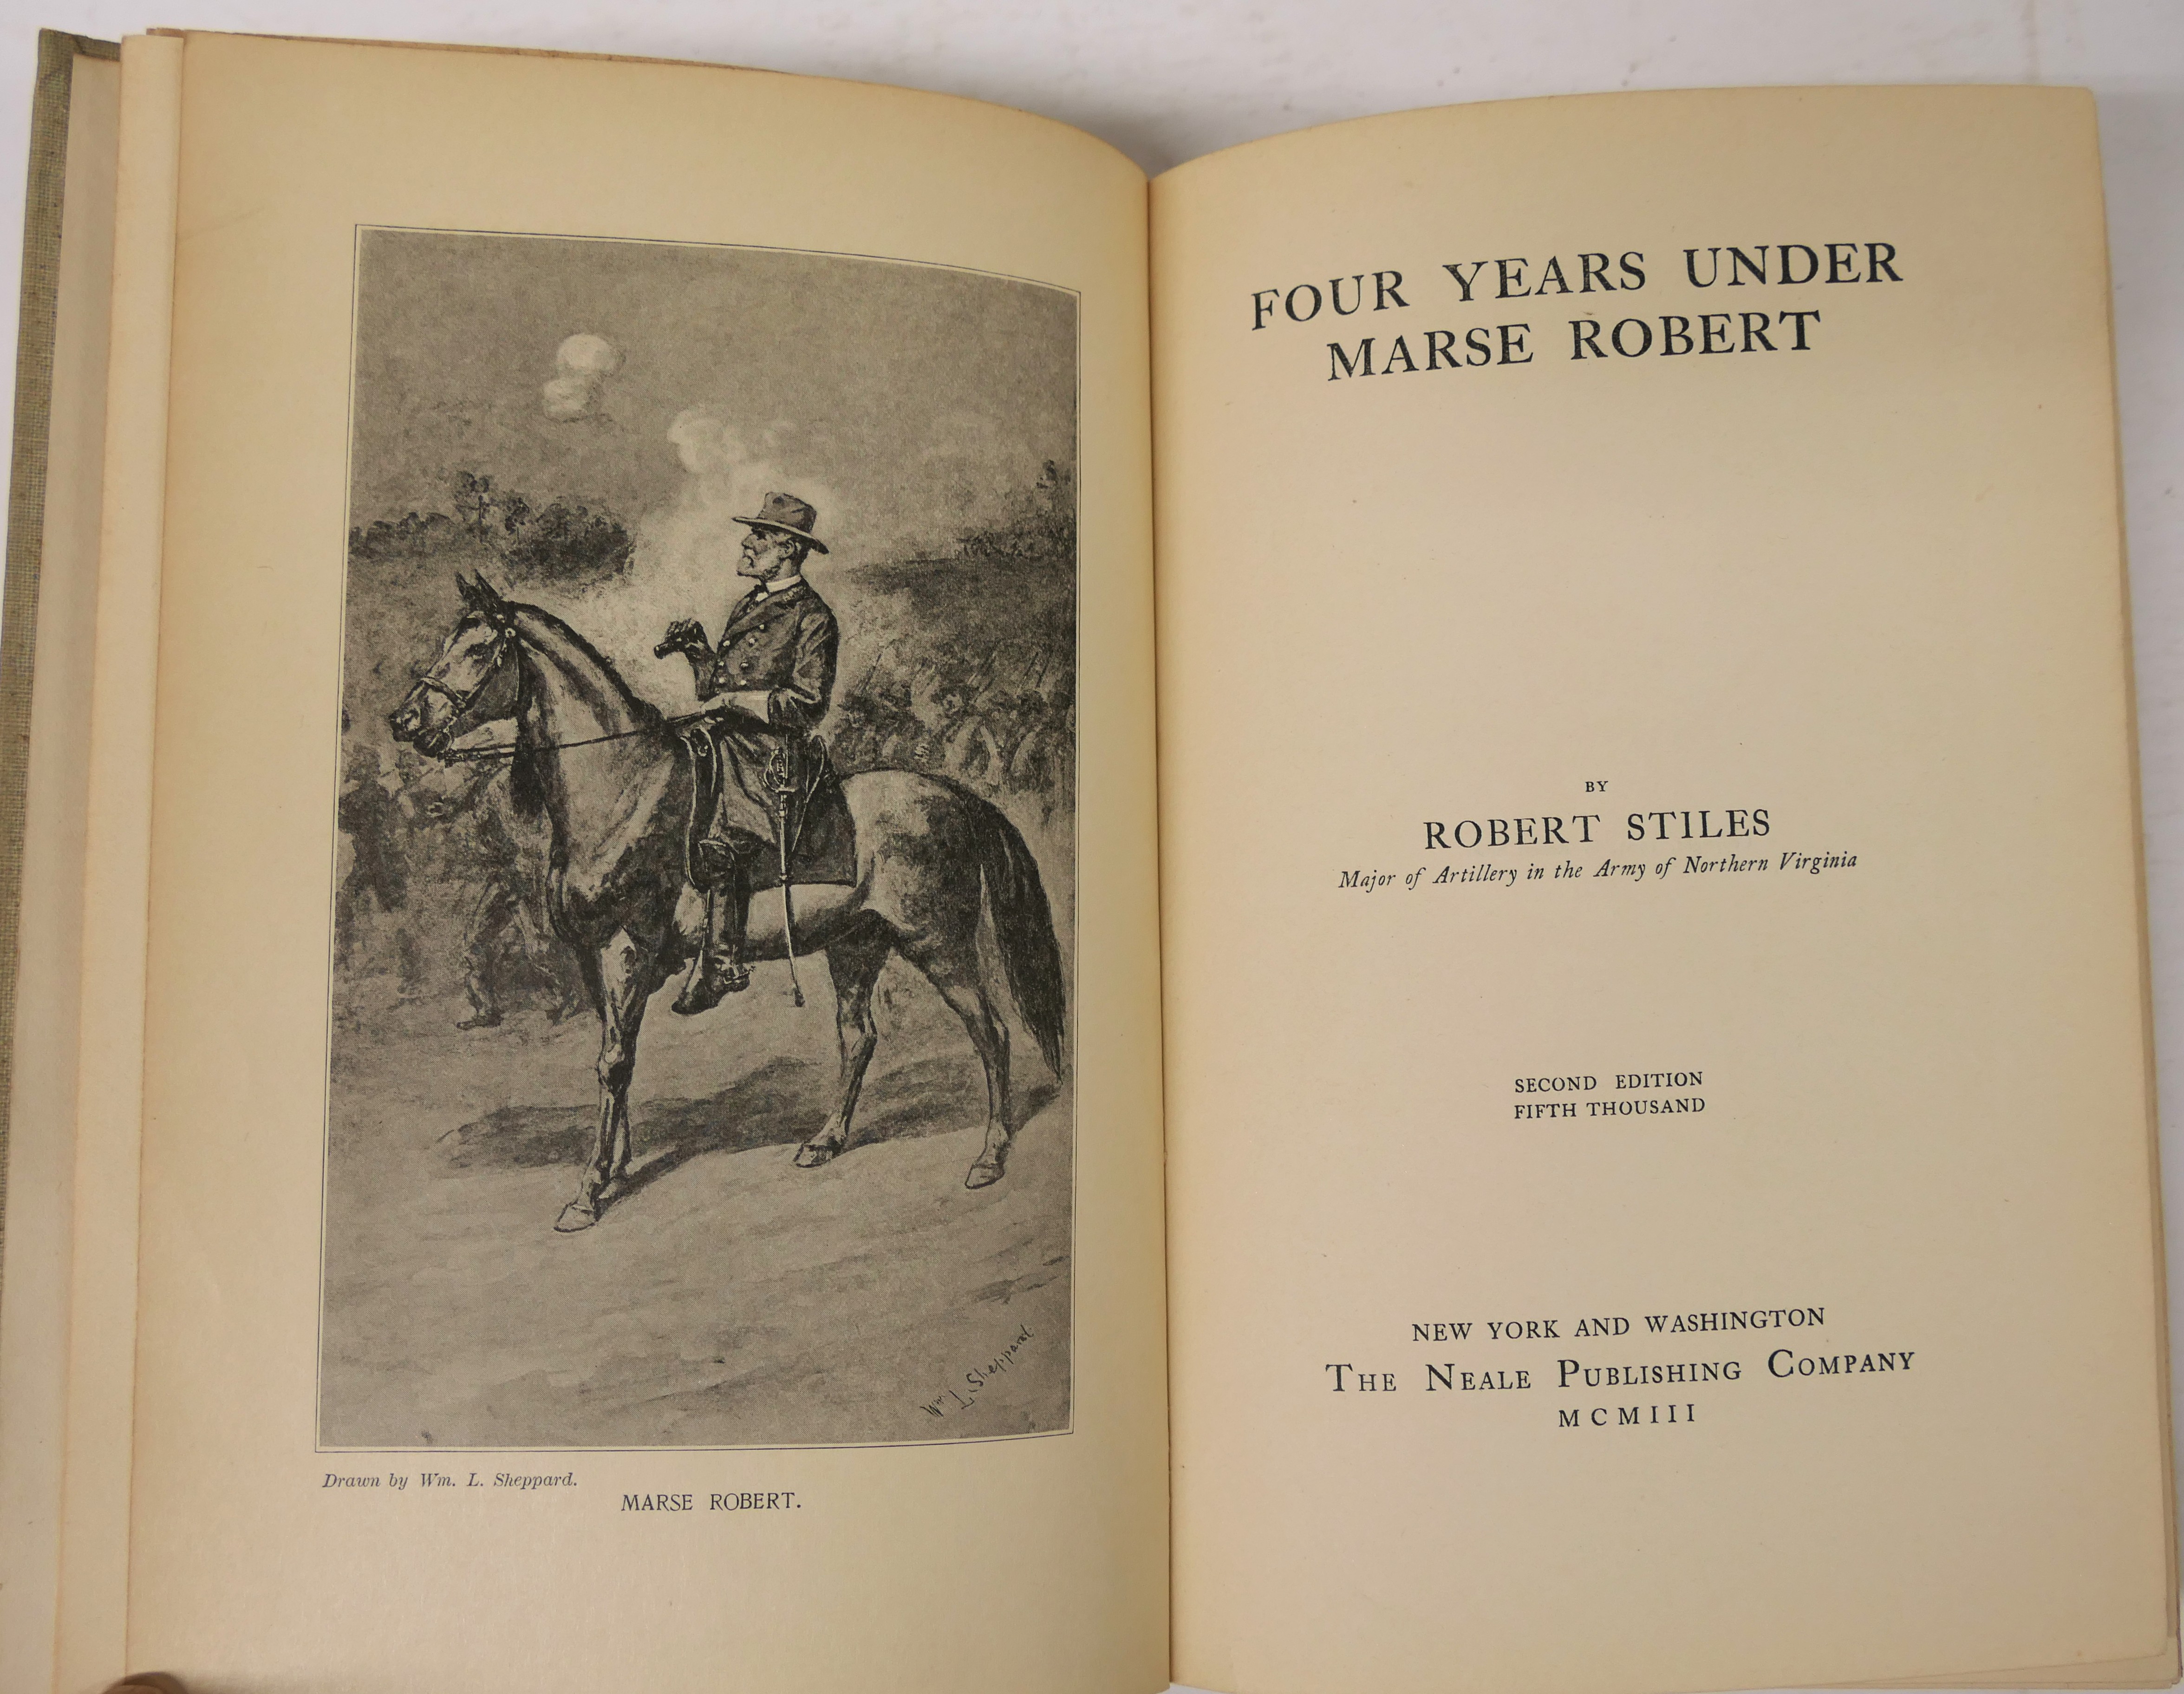 Wm L. Sheppard.
Drawn by Wm. L. Sheppard.
MARSE ROBERT.
FOUR YEARS UNDER
MARSE ROBERT
BY
ROBERT STILES
Major of Artillery in the Army of Northern Virginia
SECOND EDITION
FIFTH THOUSAND
NEW YORK AND WASHINGTON
THE NEALE PUBLISHING COMPANY
MCMIII